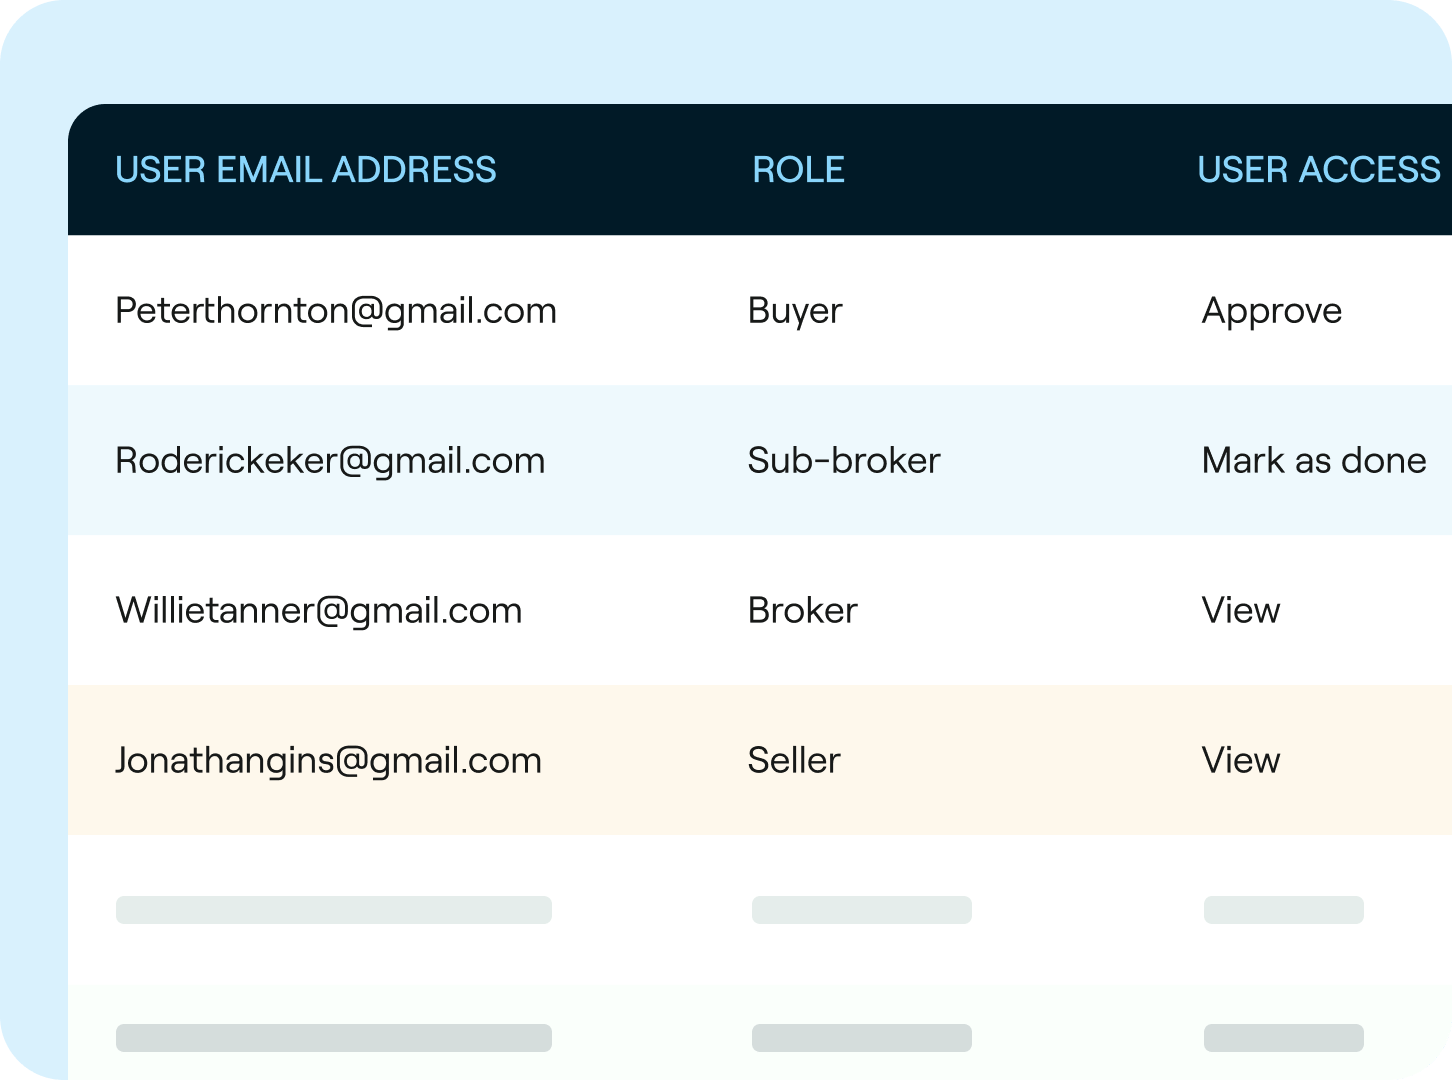 USER EMAIL ADDRESS ROLE USER ACCESS
Peterthornton@gmail.com Buyer Approve
Roderickeker@gmail.com Sub-broker Mark as done
Willietanner@gmail.com Broker View
Jonathangins@gmail.com Seller View